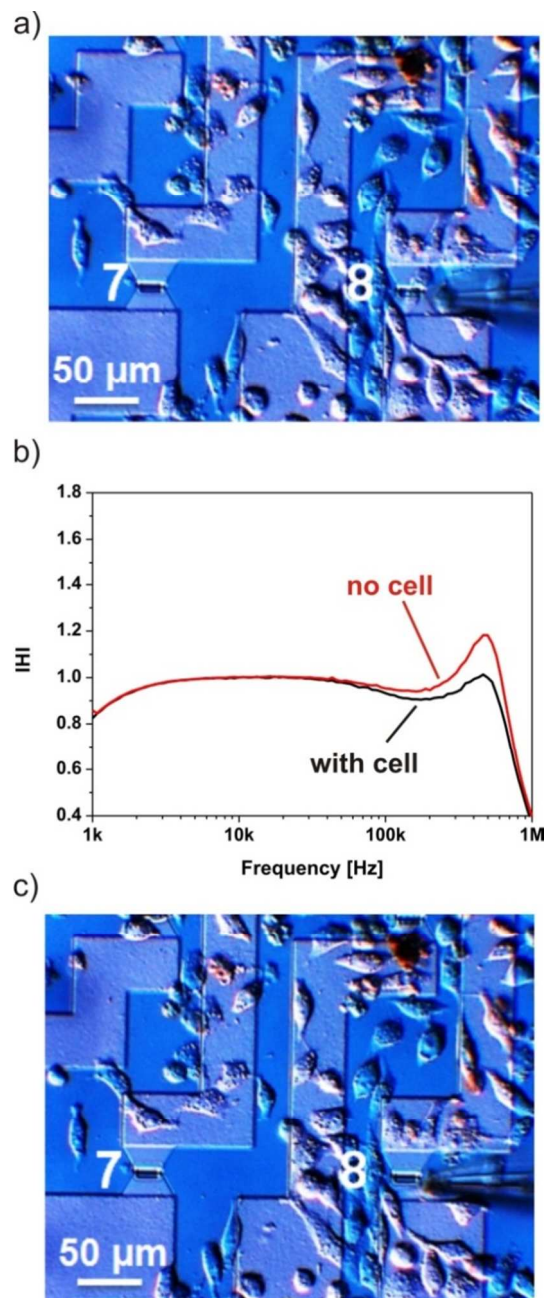 a)
7
8
50 µm
b)
1.8
1.6
1.4
1.2
1.0
0.8
0.6
0.4
IHI
no cell
with cell
1k
10k
100k
1M
Frequency [Hz]
c)
7
8
50 µm